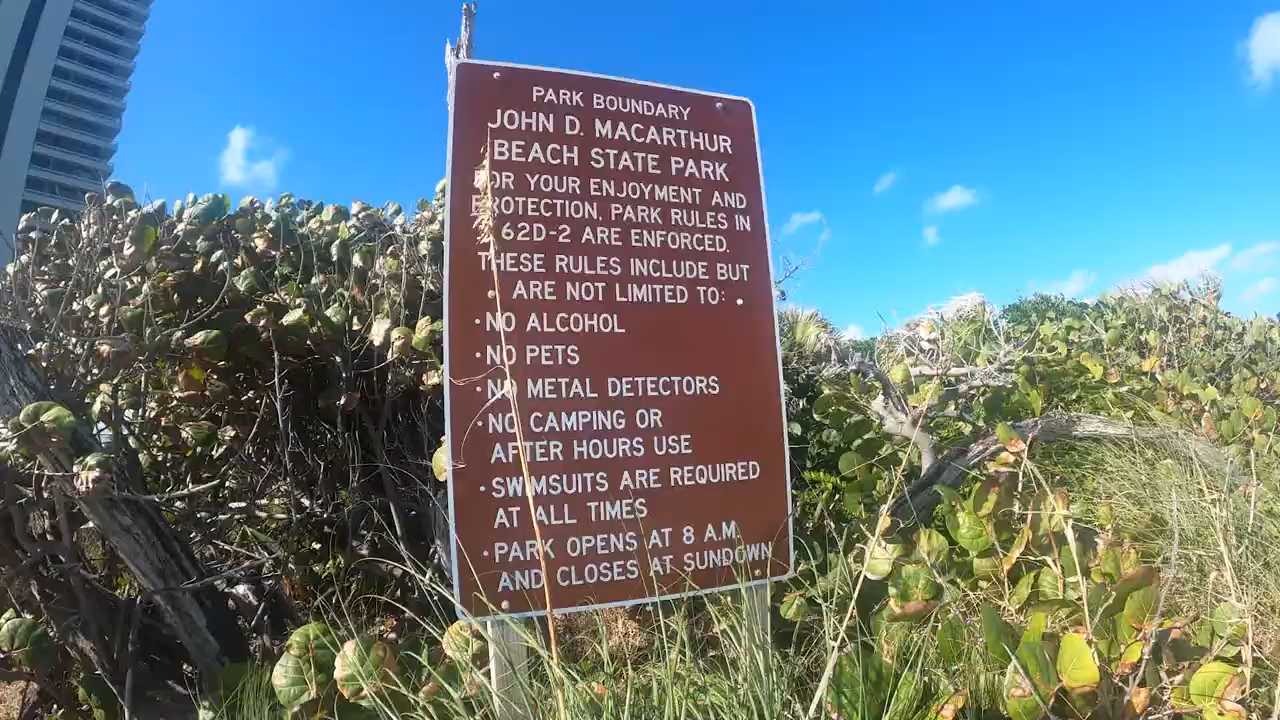 PARK BOUNDARY
JOHN D. MACARTHUR
BEACH STATE PARK
FOR YOUR ENJOYMENT AND
PROTECTION, PARK RULES IN
62D-2 ARE ENFORCED.
THESE RULES INCLUDE BUT
ARE NOT LIMITED TO:
• NO ALCOHOL
• NO PETS
• NO METAL DETECTORS
• NO CAMPING OR
AFTER HOURS USE
• SWIMSUITS ARE REQUIRED
AT ALL TIMES
• PARK OPENS AT 8 A.M.
AND CLOSES AT SUNDOWN